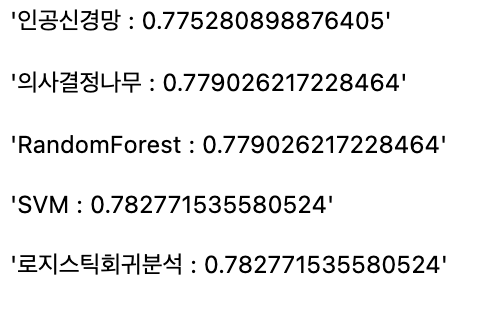 '인공신경망 : 0.775280898876405'
'의사결정나무 : 0.779026217228464'
'RandomForest : 0.779026217228464'
'SVM : 0.782771535580524'
'로지스틱회귀분석 : 0.782771535580524'